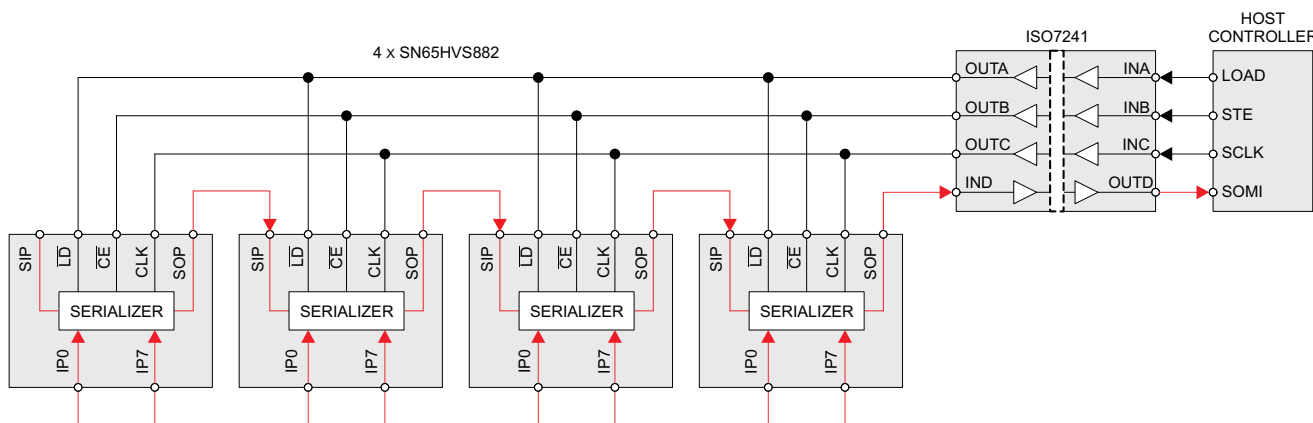 HOST
CONTROLLER
ISO7241
4 x SN65HVS882
OUTA
INA
LOAD
OUTB
INB
STE
OUTC
INC
SCLK
IND
OUTD
SOMI
SIP
LD
CE
CLK
SOP
SERIALIZER
IP0
IP7
SIP
LD
CE
CLK
SOP
SERIALIZER
IP0
IP7
SIP
LD
CE
CLK
SOP
SERIALIZER
IP0
IP7
SIP
LD
CE
CLK
SOP
SERIALIZER
IP0
IP7